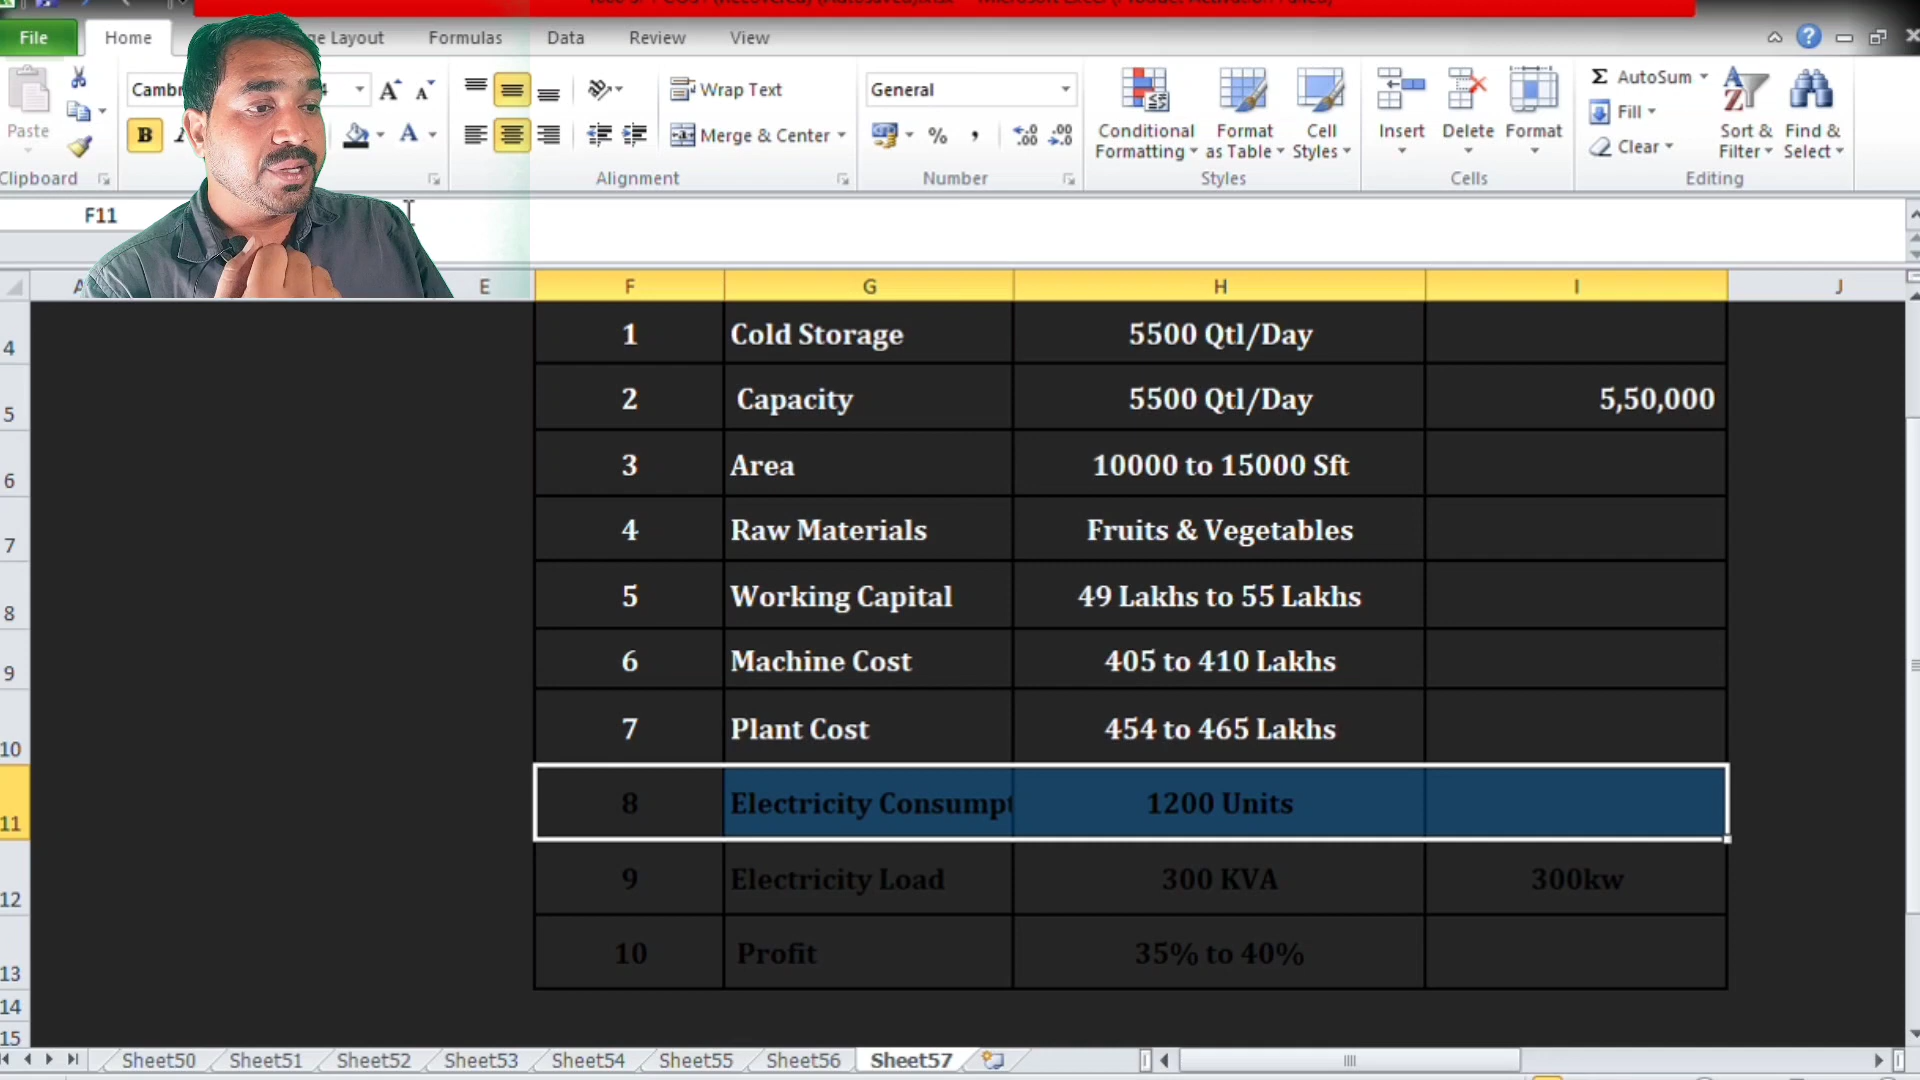 File Home Layout Formulas Data Review View
Wrap Text General AutoSum
Paste Merge & Center Conditional Formatting Format as Table Cell Styles Insert Delete Format Fill Clear Sort & Filter Find & Select
Clipboard Alignment Number Styles Cells Editing
F11
E F G H I J
4 1 Cold Storage 5500 Qtl/Day
5 2 Capacity 5500 Qtl/Day 5,50,000
6 3 Area 10000 to 15000 Sft
7 4 Raw Materials Fruits & Vegetables
8 5 Working Capital 49 Lakhs to 55 Lakhs
9 6 Machine Cost 405 to 410 Lakhs
10 7 Plant Cost 454 to 465 Lakhs
11 8 Electricity Consumpt 1200 Units
12 9 Electricity Load 300 KVA 300kw
13 10 Profit 35% to 40%
14
15
Sheet50 Sheet51 Sheet52 Sheet53 Sheet54 Sheet55 Sheet56 Sheet57